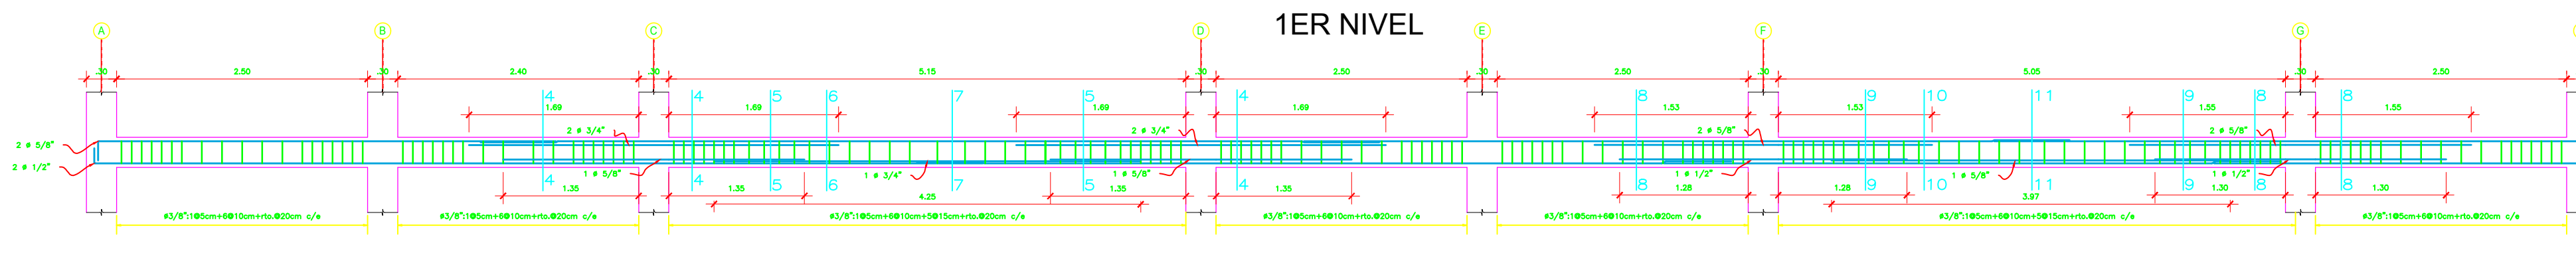 1ER NIVEL
A B C D E F G
.30 2.50 .30 2.40 .30 5.15 .30 2.50 .30 2.50 .30 5.05 .30 2.50
4 4 5 6 7 5 4 8 9 10 11 9 8 8
1.69 1.69 1.69 1.69 1.53 1.53 1.55 1.55
2 ø 3/4" 2 ø 3/4" 2 ø 5/8" 2 ø 5/8"
2 ø 5/8"
2 ø 1/2"
1 ø 5/8" 1 ø 3/4" 1 ø 5/8" 1 ø 1/2" 1 ø 5/8" 1 ø 1/2"
4 4 5 6 7 5 4 8 9 10 11 9 8 8
1.35 1.35 1.35 1.35 1.28 1.28 1.30 1.30
4.25 3.97
ø3/8":1@5cm+6@10cm+rto.@20cm c/e ø3/8":1@5cm+6@10cm+rto.@20cm c/e ø3/8":1@5cm+6@10cm+5@15cm+rto.@20cm c/e ø3/8":1@5cm+6@10cm+rto.@20cm c/e ø3/8":1@5cm+6@10cm+rto.@20cm c/e ø3/8":1@5cm+6@10cm+5@15cm+rto.@20cm c/e ø3/8":1@5cm+6@10cm+rto.@20cm c/e